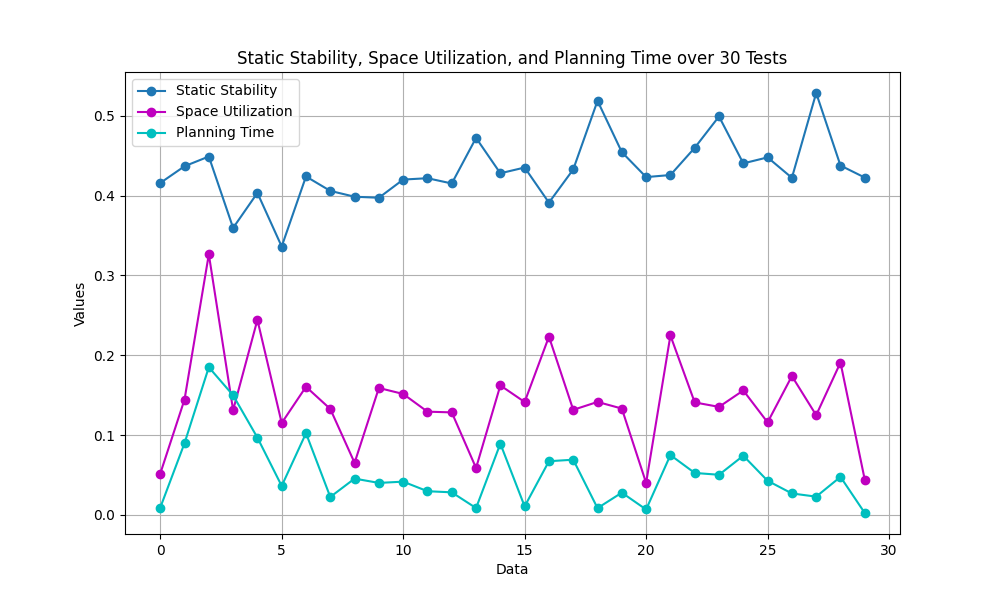 Static Stability, Space Utilization, and Planning Time over 30 Tests
Static Stability
Space Utilization
Planning Time
Values
0.5
0.4
0.3
0.2
0.1
0.0
0 5 10 15 20 25 30
Data